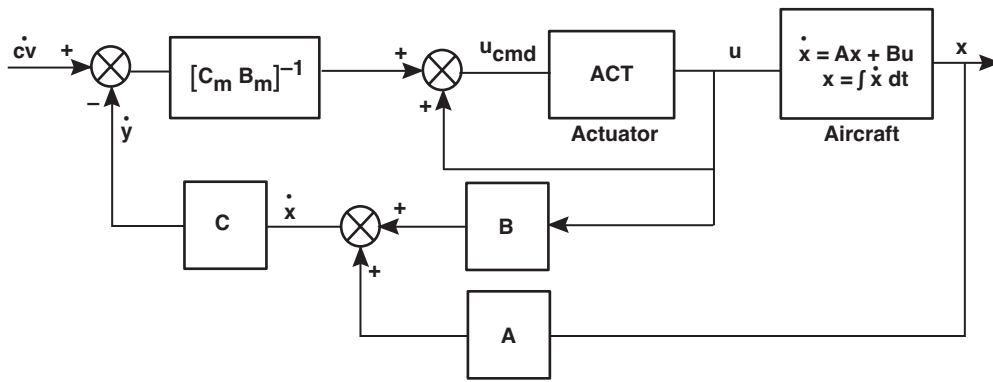 ċv
+
−
ẏ
[C_m B_m]⁻¹
+
+
u_cmd
ACT
Actuator
u
ẋ = Ax + Bu
x = ∫ ẋ dt
Aircraft
x
C
ẋ
+
+
B
A